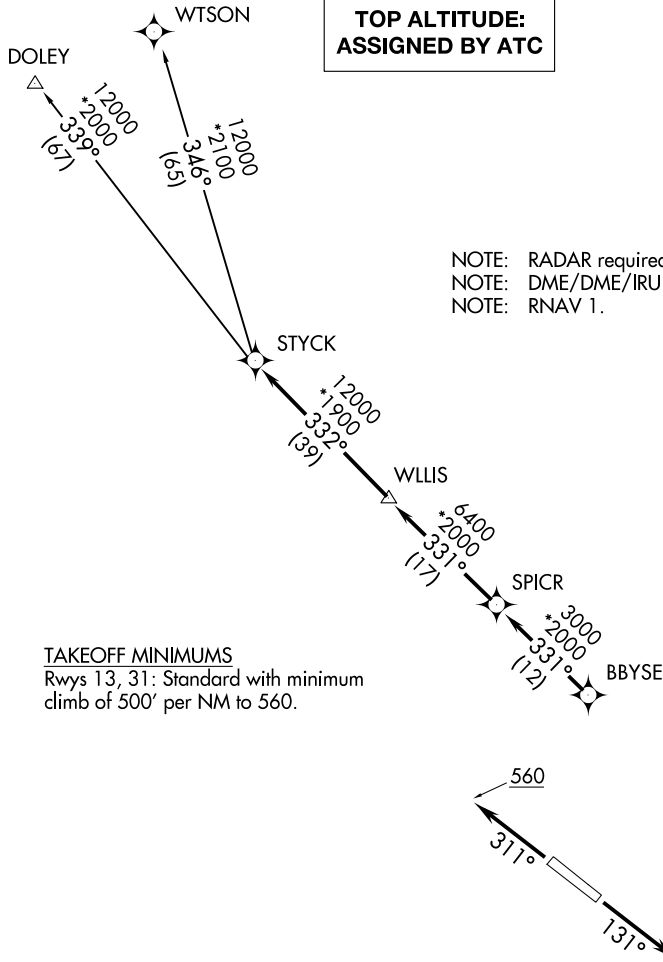 TOP ALTITUDE:
ASSIGNED BY ATC
WTSON
DOLEY
12000
*2000
339°
(67)
12000
*2100
346°
(65)
NOTE: RADAR required
NOTE: DME/DME/IRU
NOTE: RNAV 1.
STYCK
12000
*1900
332°
(39)
WLLIS
6400
*2000
331°
(17)
SPICR
3000
*2000
331°
(12)
BBYSE
TAKEOFF MINIMUMS
Rwys 13, 31: Standard with minimum
climb of 500' per NM to 560.
560
311°
131°